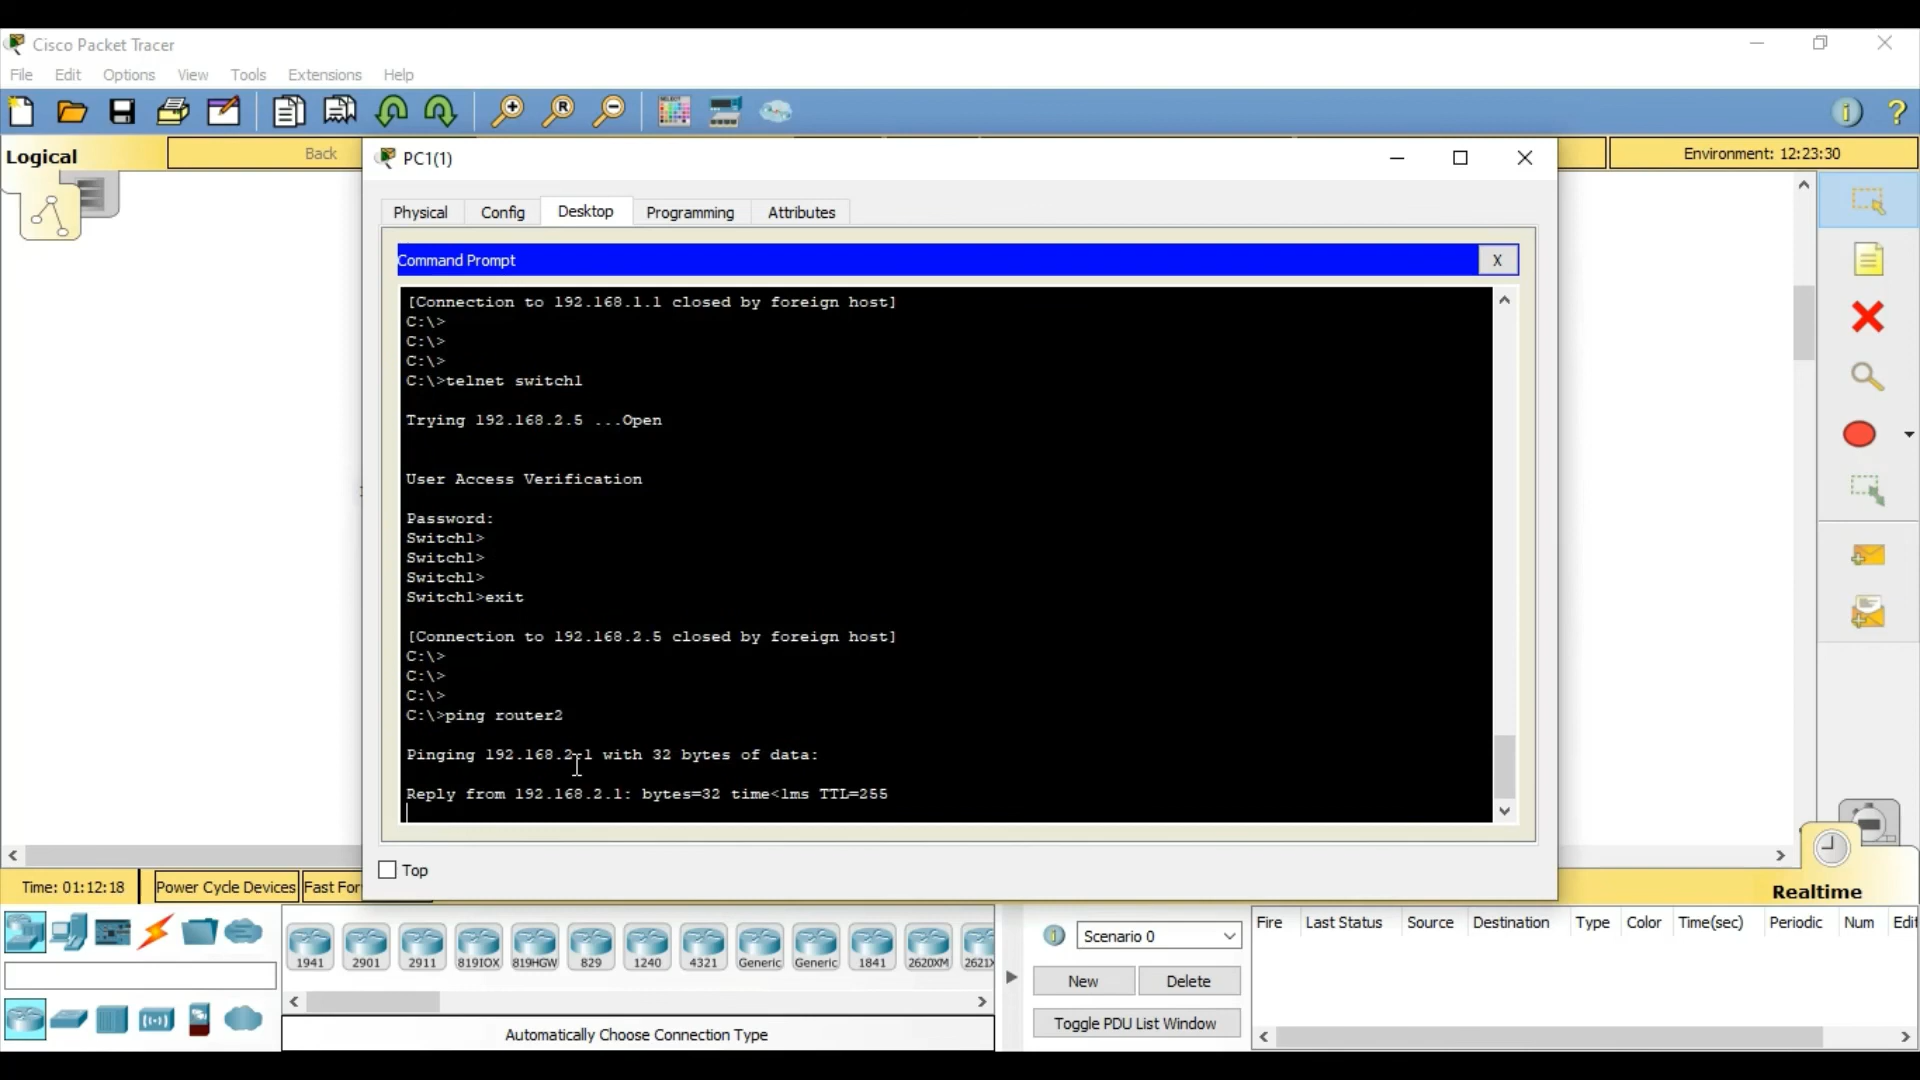 Cisco Packet Tracer
File Edit Options View Tools Extensions Help
Logical
Back
Environment: 12:23:30
PC1(1)
Physical Config Desktop Programming Attributes
Command Prompt
X
[Connection to 192.168.1.1 closed by foreign host]
C:\>
C:\>
C:\>
C:\>telnet switch1
Trying 192.168.2.5 ...Open
User Access Verification
Password:
Switch1>
Switch1>
Switch1>
Switch1>exit
[Connection to 192.168.2.5 closed by foreign host]
C:\>
C:\>
C:\>
C:\>ping router2
Pinging 192.168.2.1 with 32 bytes of data:
Reply from 192.168.2.1: bytes=32 time<1ms TTL=255
Top
Time: 01:12:18 Power Cycle Devices Fast For
Realtime
1941 2901 2911 819IOX 819HGW 829 1240 4321 Generic Generic 1841 2620XM 2621X
Automatically Choose Connection Type
Scenario 0
New Delete
Toggle PDU List Window
Fire Last Status Source Destination Type Color Time(sec) Periodic Num Edit